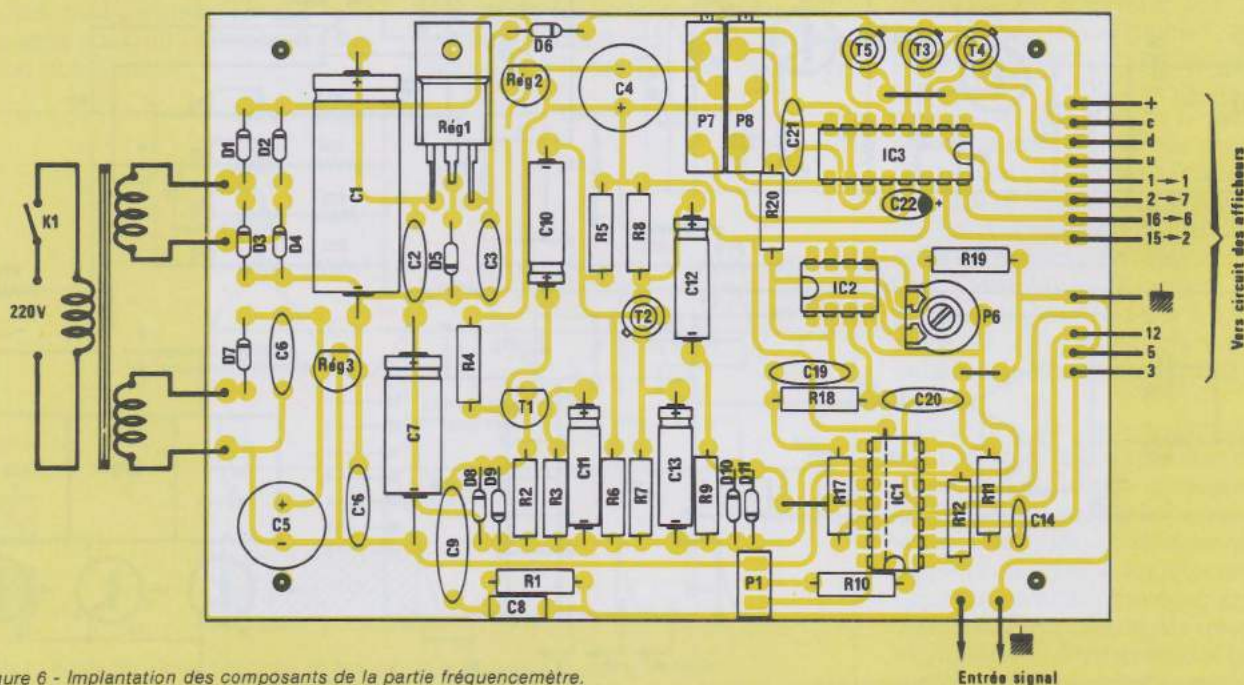 D6
T5
T3
T4
Rég2
C4
P7
P8
C21
+
c
d
u
1→1
2→7
16→6
15→2
Vers circuit des afficheurs
IC3
Rég1
D1
D2
C1
C10
R5
R8
R20
C22
+
K1
D3
D4
C2
D5
C3
C12
R19
IC2
220V
P6
12
5
3
D7
C6
Rég3
R4
T2
C19
R18
C20
C7
T1
C11
C13
D8
D9
R2
R3
R6
R7
R9
D10
D11
R17
IC1
R12
R11
C14
C5
C16
C9
R1
C8
P1
R10
Entrée signal
gure 6 - Implantation des composants de la partie fréquencemètre.